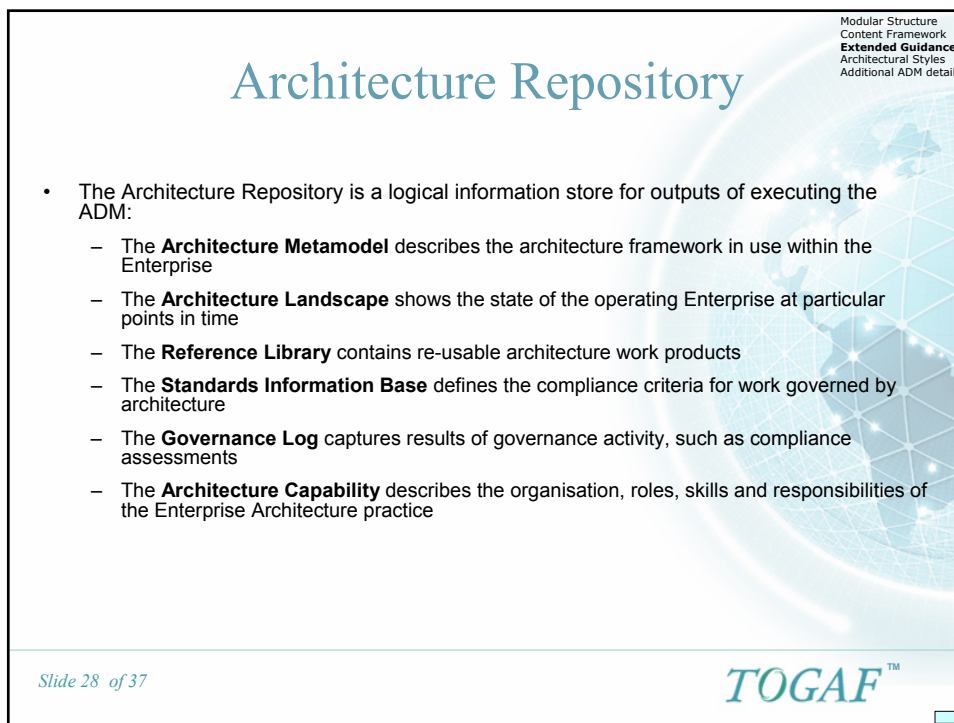 Modular Structure
Content Framework
Extended Guidance
Architectural Styles
Additional ADM detail
Architecture Repository
• The Architecture Repository is a logical information store for outputs of executing the
ADM:
– The Architecture Metamodel describes the architecture framework in use within the
Enterprise
– The Architecture Landscape shows the state of the operating Enterprise at particular
points in time
– The Reference Library contains re-usable architecture work products
– The Standards Information Base defines the compliance criteria for work governed by
architecture
– The Governance Log captures results of governance activity, such as compliance
assessments
– The Architecture Capability describes the organisation, roles, skills and responsibilities of
the Enterprise Architecture practice
Slide 28 of 37
TOGAF™